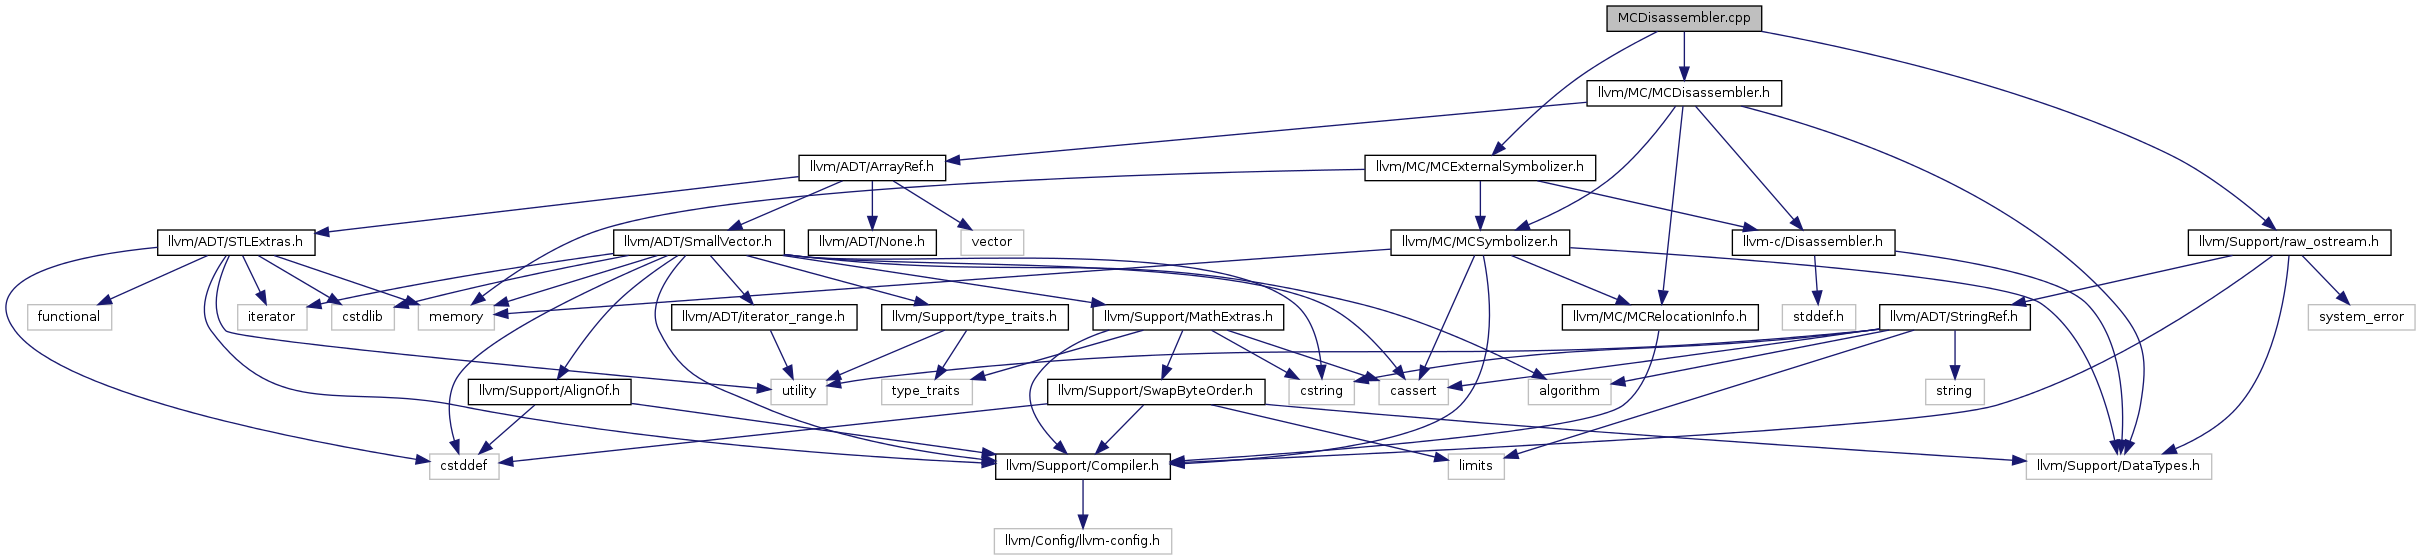 MCDisassembler.cpp
llvm/MC/MCDisassembler.h
llvm/ADT/ArrayRef.h
llvm/MC/MCExternalSymbolizer.h
llvm/ADT/STLExtras.h
llvm/ADT/SmallVector.h
llvm/ADT/None.h
vector
llvm/MC/MCSymbolizer.h
llvm-c/Disassembler.h
llvm/Support/raw_ostream.h
functional
iterator
cstdlib
memory
llvm/ADT/iterator_range.h
llvm/Support/type_traits.h
llvm/Support/MathExtras.h
llvm/MC/MCRelocationInfo.h
stddef.h
llvm/ADT/StringRef.h
system_error
llvm/Support/AlignOf.h
utility
type_traits
llvm/Support/SwapByteOrder.h
cstring
cassert
algorithm
string
cstddef
llvm/Support/Compiler.h
limits
llvm/Support/DataTypes.h
llvm/Config/llvm-config.h